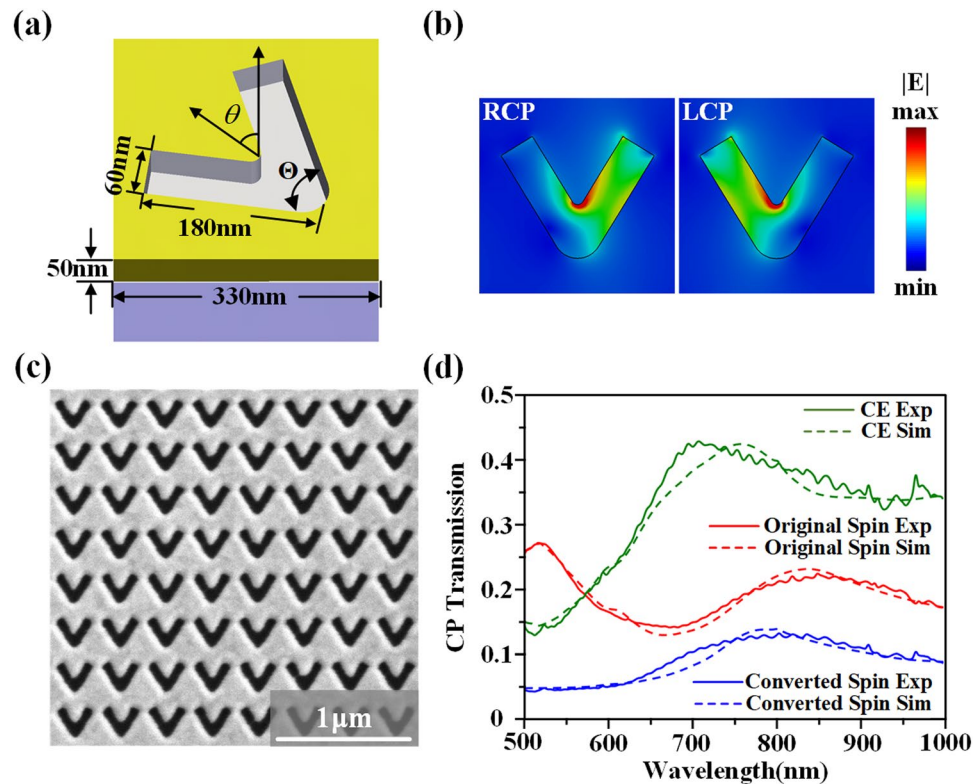 (a)
θ
Θ
60nm
180nm
50nm
330nm
(b)
RCP
LCP
|E|
max
min
(c)
1μm
(d)
0.5
0.4
0.3
0.2
0.1
0
CP Transmission
CE Exp
CE Sim
Original Spin Exp
Original Spin Sim
Converted Spin Exp
Converted Spin Sim
500 600 700 800 900 1000
Wavelength(nm)